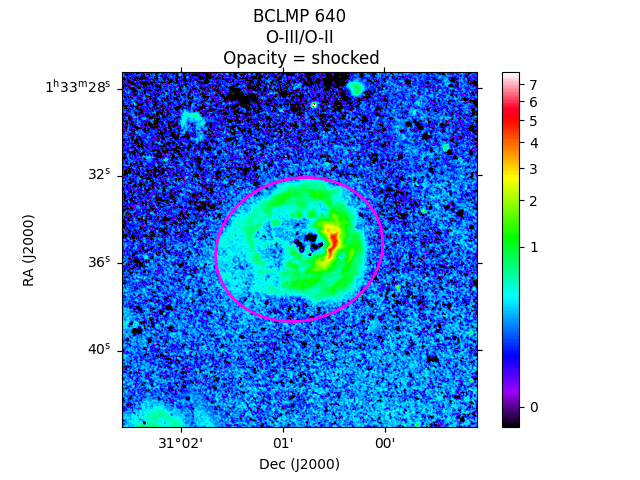 BCLMP 640
O-III/O-II
Opacity = shocked
1ʰ33ᵐ28ˢ
32ˢ
36ˢ
40ˢ
RA (J2000)
31°02'
01'
00'
Dec (J2000)
7
6
5
4
3
2
1
0